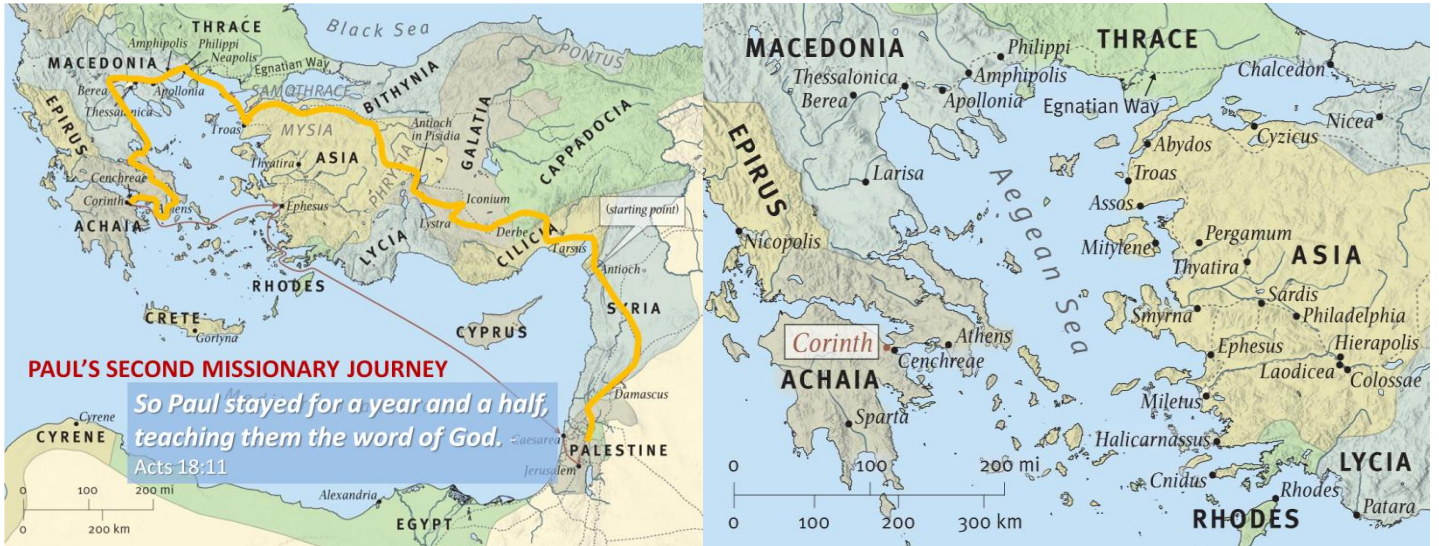 Black Sea
THRACE
PONTUS
Amphipolis
Philippi
Neapolis
MACEDONIA
Egnatian Way
BITHYNIA
Berea
Apollonia
SAMOTHRACE
Thessalonica
GALATIA
CAPPADOCIA
EPIRUS
Troas
MYSIA
Antioch
in Pisidia
Thyatira
ASIA
Cenchreae
Iconium
(starting point)
Corinth
Ephesus
Lystra
Derbe
Tarsus
ACHAIA
LYCIA
CILICIA
Antioch
RHODES
SYRIA
CRETE
Gortyna
CYPRUS
PAUL'S SECOND MISSIONARY JOURNEY
So Paul stayed for a year and a half,
teaching them the word of God. -
Acts 18:11
Damascus
Cyrene
CYRENE
Caesarea
PALESTINE
Jerusalem
0 100 200 mi
0 200 km
Alexandria
EGYPT
MACEDONIA
Philippi
THRACE
Thessalonica
Amphipolis
Chalcedon
Berea
Apollonia
Egnatian Way
Nicea
EPIRUS
Abydos
Cyzicus
Larisa
Troas
Aegean Sea
Assos
Nicopolis
Mitylene
Pergamum
ASIA
Thyatira
Sardis
Smyrna
Philadelphia
Corinth
Athens
Cenchreae
Ephesus
Hierapolis
ACHAIA
Laodicea
Colossae
Sparta
Miletus
Halicarnassus
LYCIA
0 100 200 mi
Cnidus
Rhodes
0 100 200 km 300 km
RHODES
Patara